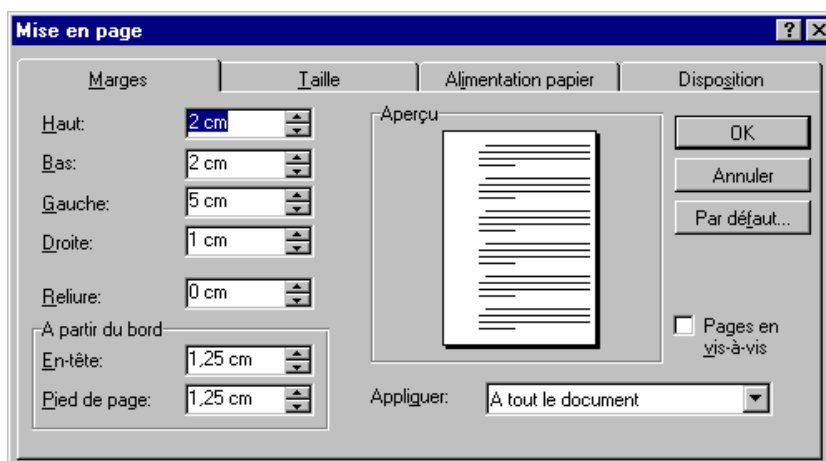 Mise en page
Marges Taille Alimentation papier Disposition
Haut: 2 cm
Bas: 2 cm
Gauche: 5 cm
Droite: 1 cm
Reliure: 0 cm
A partir du bord
En-tête: 1,25 cm
Pied de page: 1,25 cm
Aperçu
Appliquer: A tout le document
OK
Annuler
Par défaut...
Pages en
vis-à-vis